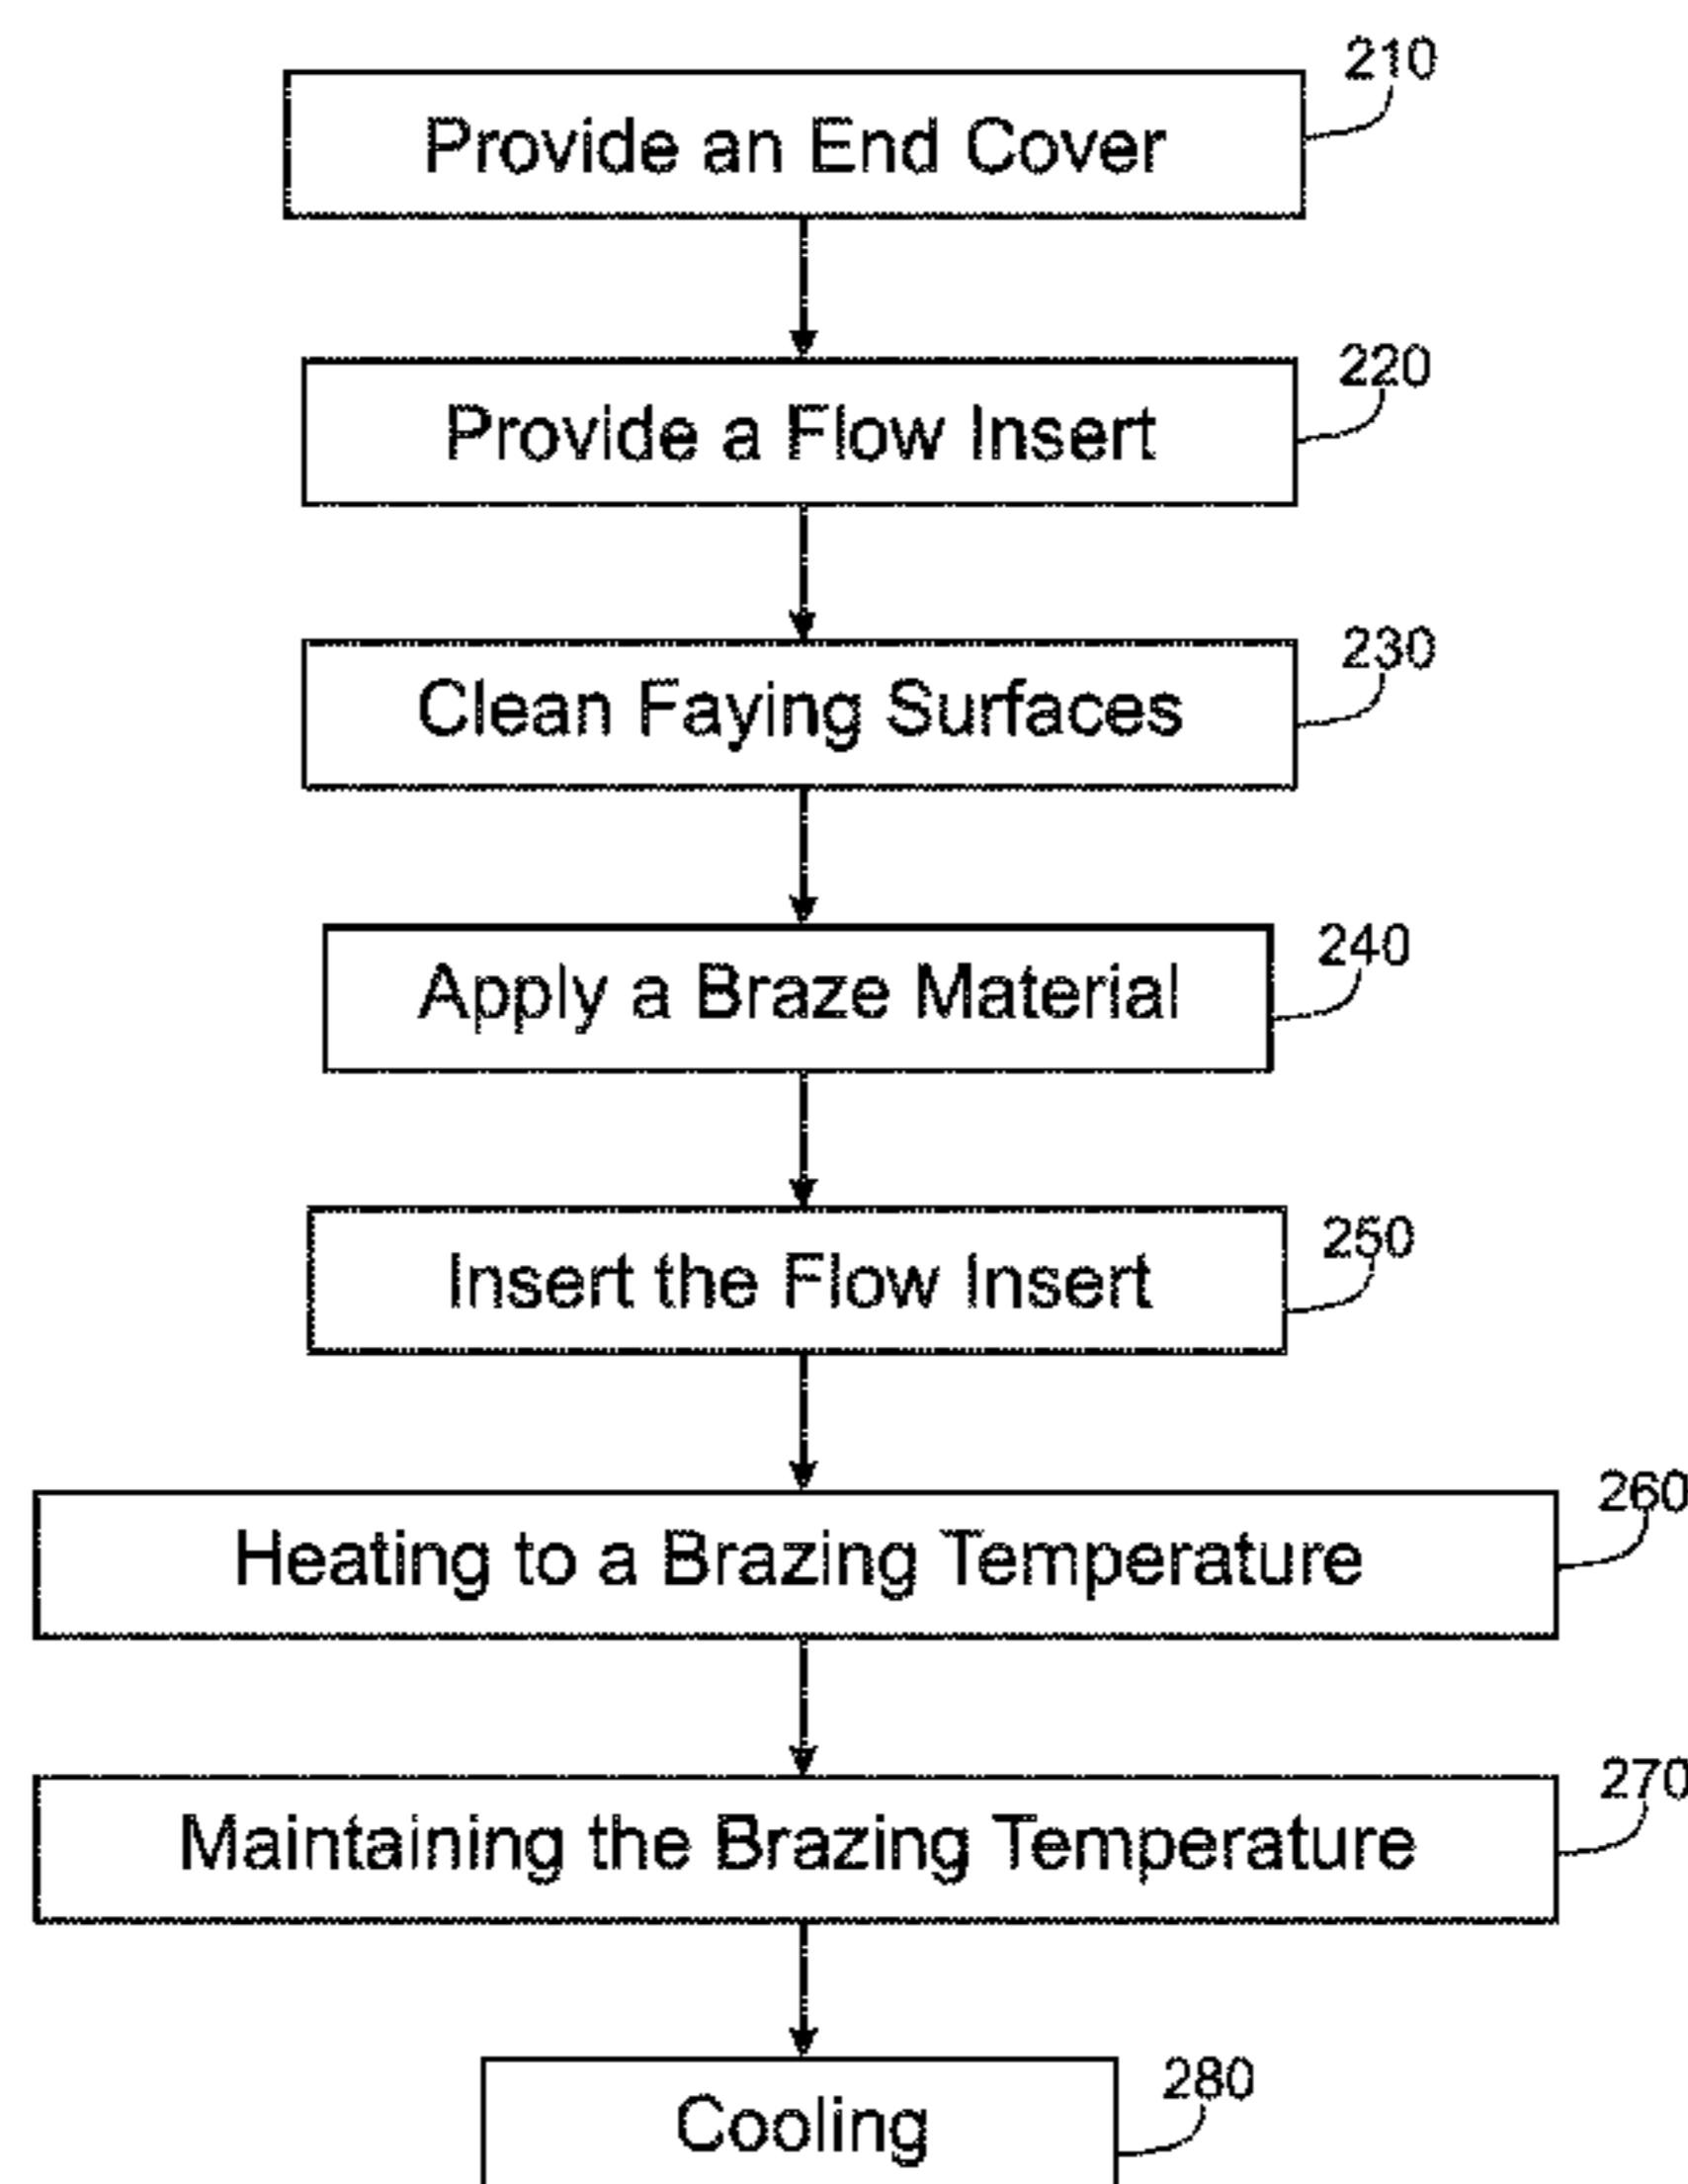 210
Provide an End Cover
220
Provide a Flow Insert
230
Clean Faying Surfaces
240
Apply a Braze Material
250
Insert the Flow Insert
260
Heating to a Brazing Temperature
270
Maintaining the Brazing Temperature
280
Cooling